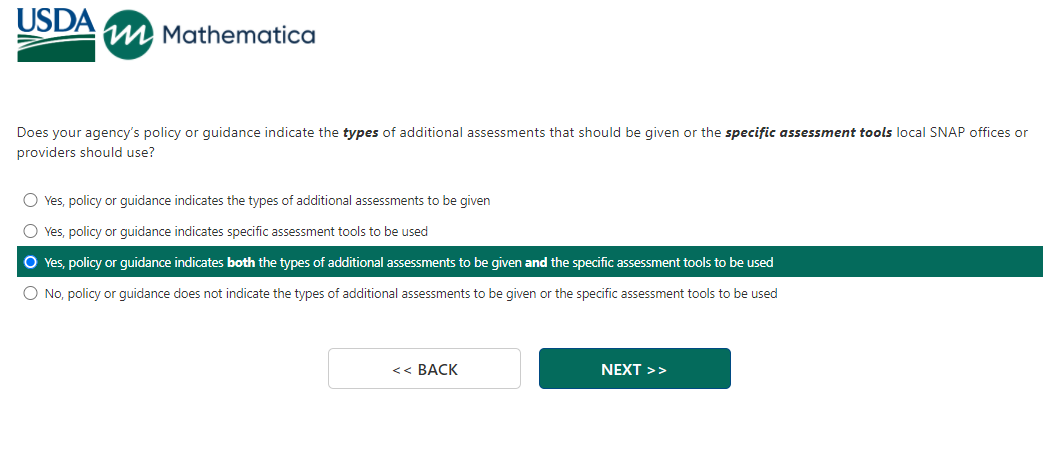 USDA
m Mathematica
Does your agency's policy or guidance indicate the types of additional assessments that should be given or the specific assessment tools local SNAP offices or
providers should use?
Yes, policy or guidance indicates the types of additional assessments to be given
Yes, policy or guidance indicates specific assessment tools to be used
Yes, policy or guidance indicates both the types of additional assessments to be given and the specific assessment tools to be used
No, policy or guidance does not indicate the types of additional assessments to be given or the specific assessment tools to be used
<< BACK
NEXT >>